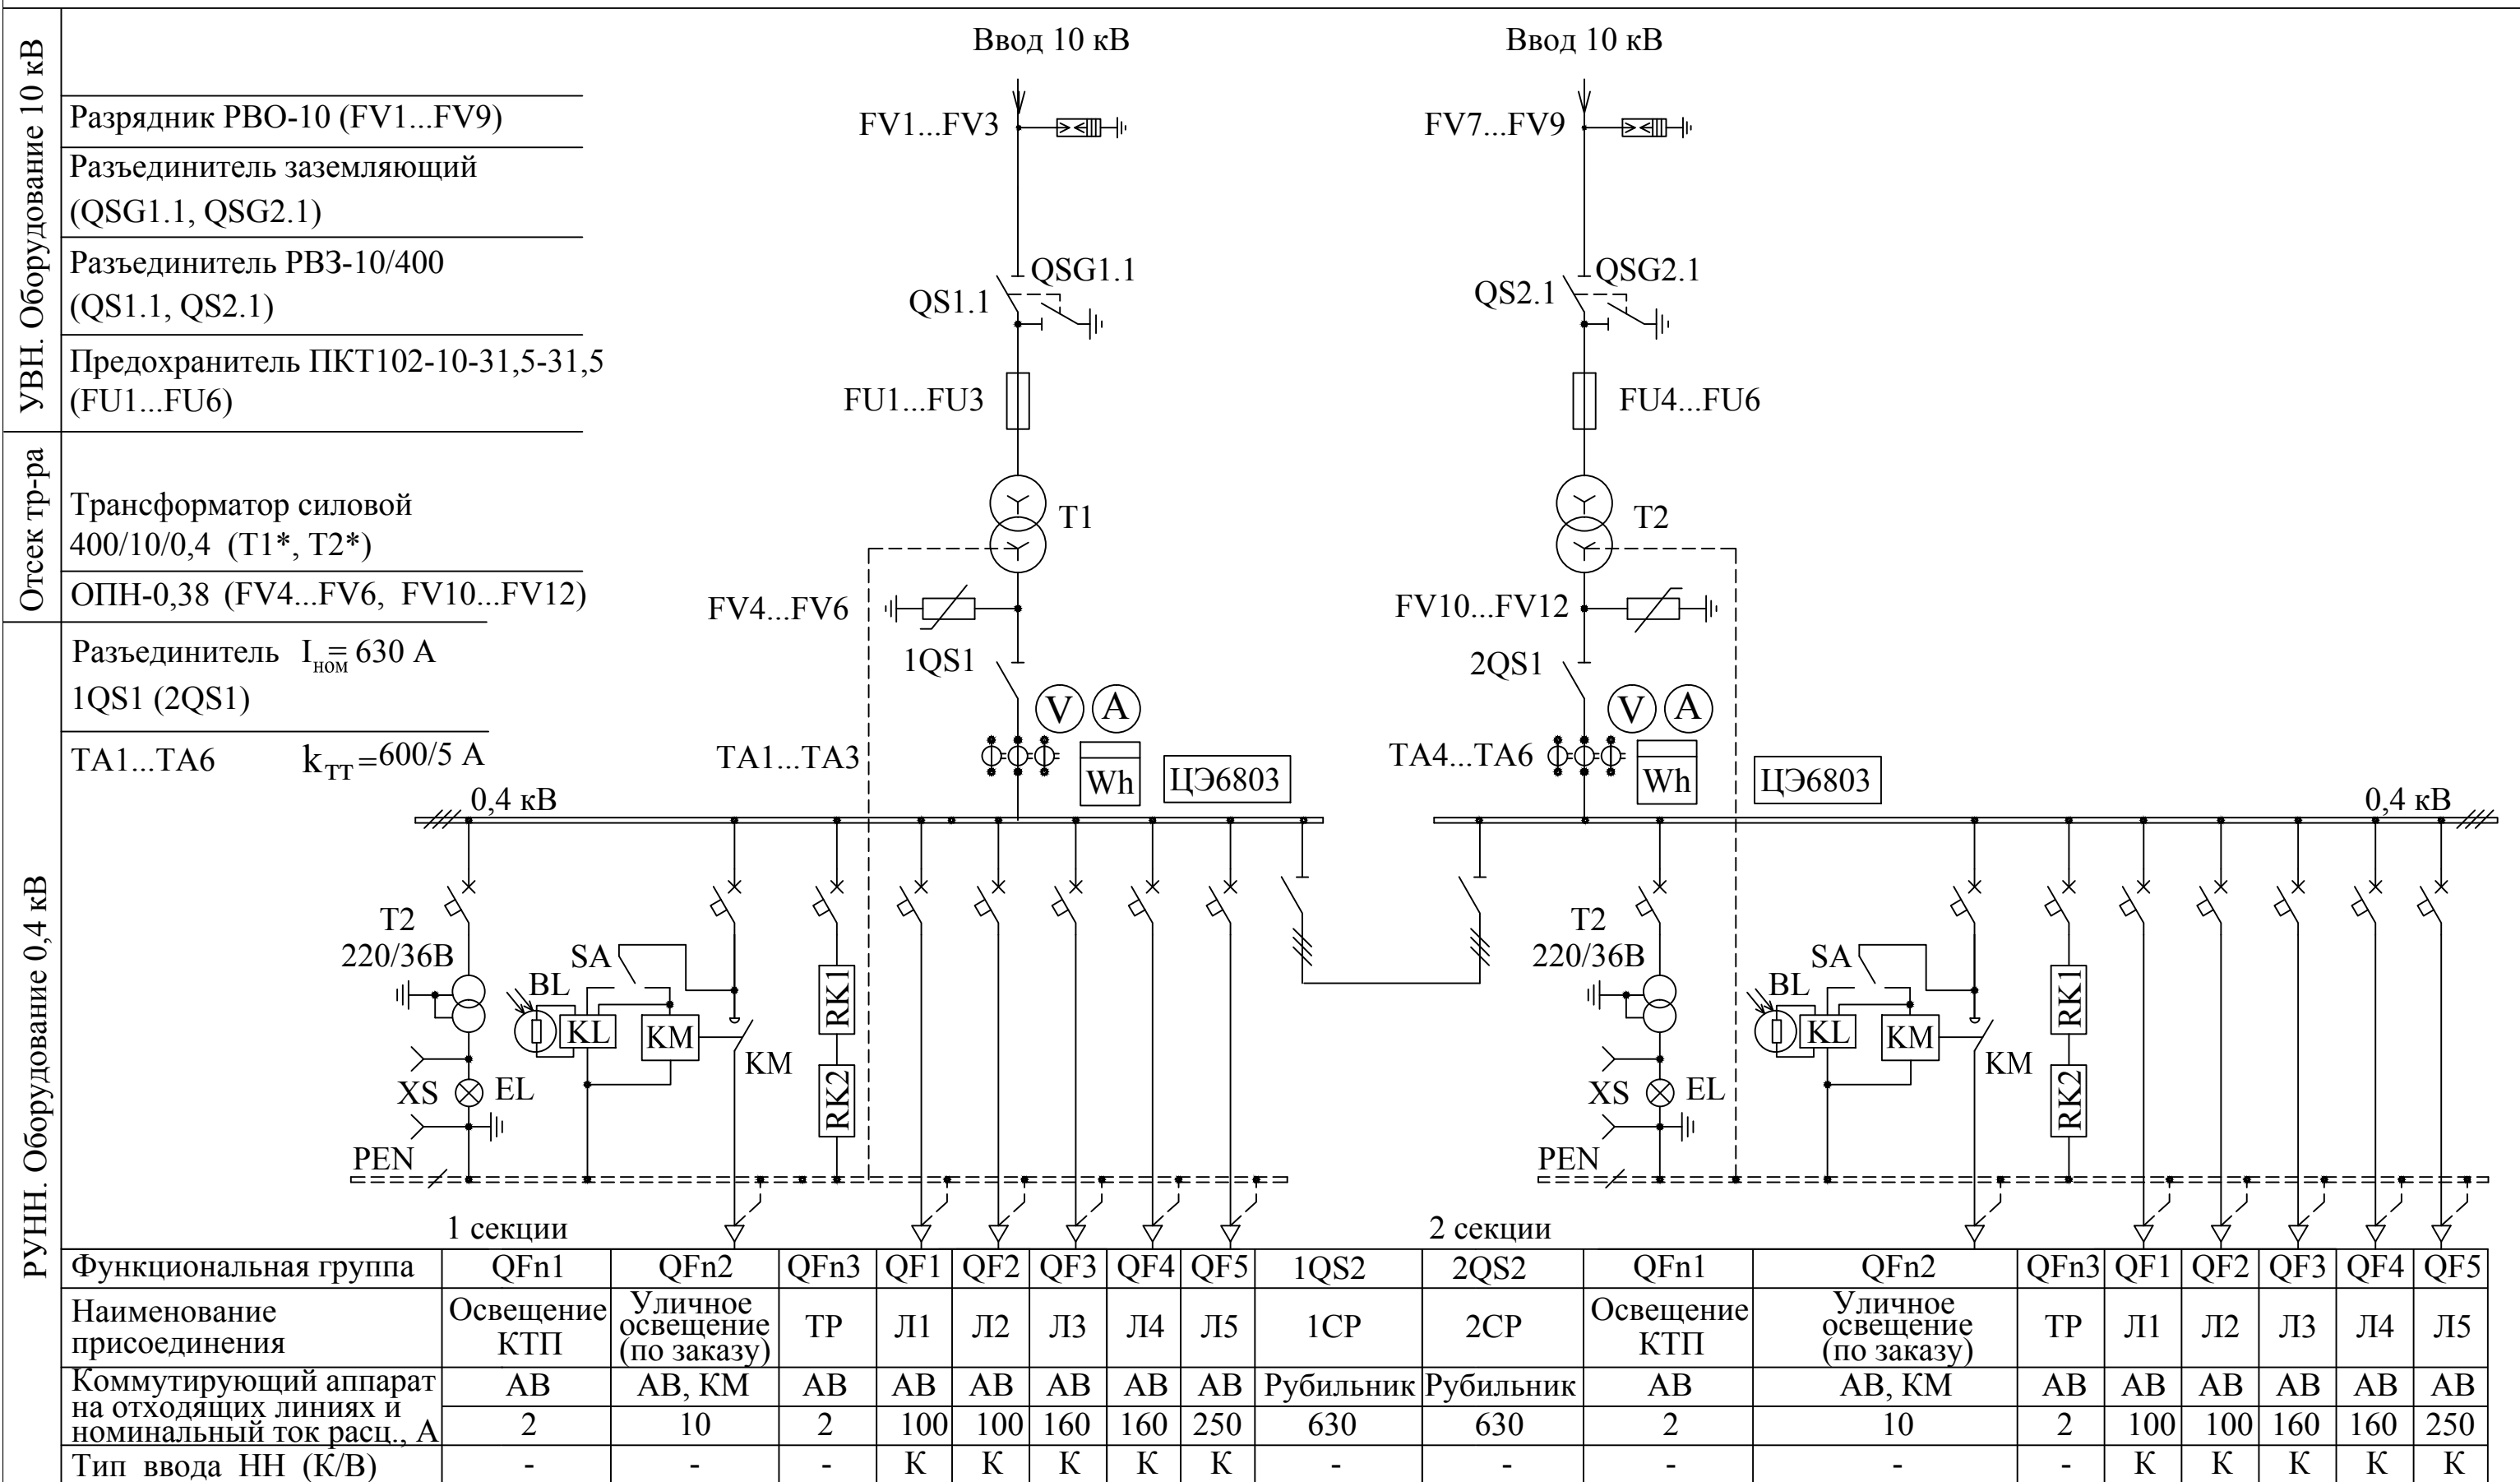 УВН. Оборудование 10 кВ
Разрядник РВО-10 (FV1...FV9)
Разъединитель заземляющий
(QSG1.1, QSG2.1)
Разъединитель РВЗ-10/400
(QS1.1, QS2.1)
Предохранитель ПКТ102-10-31,5-31,5
(FU1...FU6)
Отсек тр-ра
Трансформатор силовой
400/10/0,4 (Т1*, Т2*)
ОПН-0,38 (FV4...FV6, FV10...FV12)
РУНН. Оборудование 0,4 кВ
Разъединитель Iном= 630 А
1QS1 (2QS1)
ТА1...ТА6 kТТ=600/5 А
Ввод 10 кВ
FV1...FV3
QSG1.1
QS1.1
FU1...FU3
Т1
FV4...FV6
1QS1
V A
ТА1...ТА3
Wh
ЦЭ6803
0,4 кВ
Ввод 10 кВ
FV7...FV9
QSG2.1
QS2.1
FU4...FU6
Т2
FV10...FV12
2QS1
V A
ТА4...ТА6
Wh
ЦЭ6803
0,4 кВ
Т2
220/36В
SA
BL
KL
KM
KM
RK1
RK2
XS
EL
PEN
1 секции
Т2
220/36В
SA
BL
KL
KM
KM
RK1
RK2
XS
EL
PEN
2 секции
Функциональная группа QFn1 QFn2 QFn3 QF1 QF2 QF3 QF4 QF5 1QS2 2QS2 QFn1 QFn2 QFn3 QF1 QF2 QF3 QF4 QF5
Наименование
присоединения
Освещение
КТП
Уличное
освещение
(по заказу)
ТР Л1 Л2 Л3 Л4 Л5 1СР 2СР
Освещение
КТП
Уличное
освещение
(по заказу)
ТР Л1 Л2 Л3 Л4 Л5
Коммутирующий аппарат
на отходящих линиях и
номинальный ток расц., А
АВ АВ, КМ АВ АВ АВ АВ АВ АВ Рубильник Рубильник АВ АВ, КМ АВ АВ АВ АВ АВ АВ
2 10 2 100 100 160 160 250 630 630 2 10 2 100 100 160 160 250
Тип ввода НН (К/В) - - - К К К К К - - - - - К К К К К